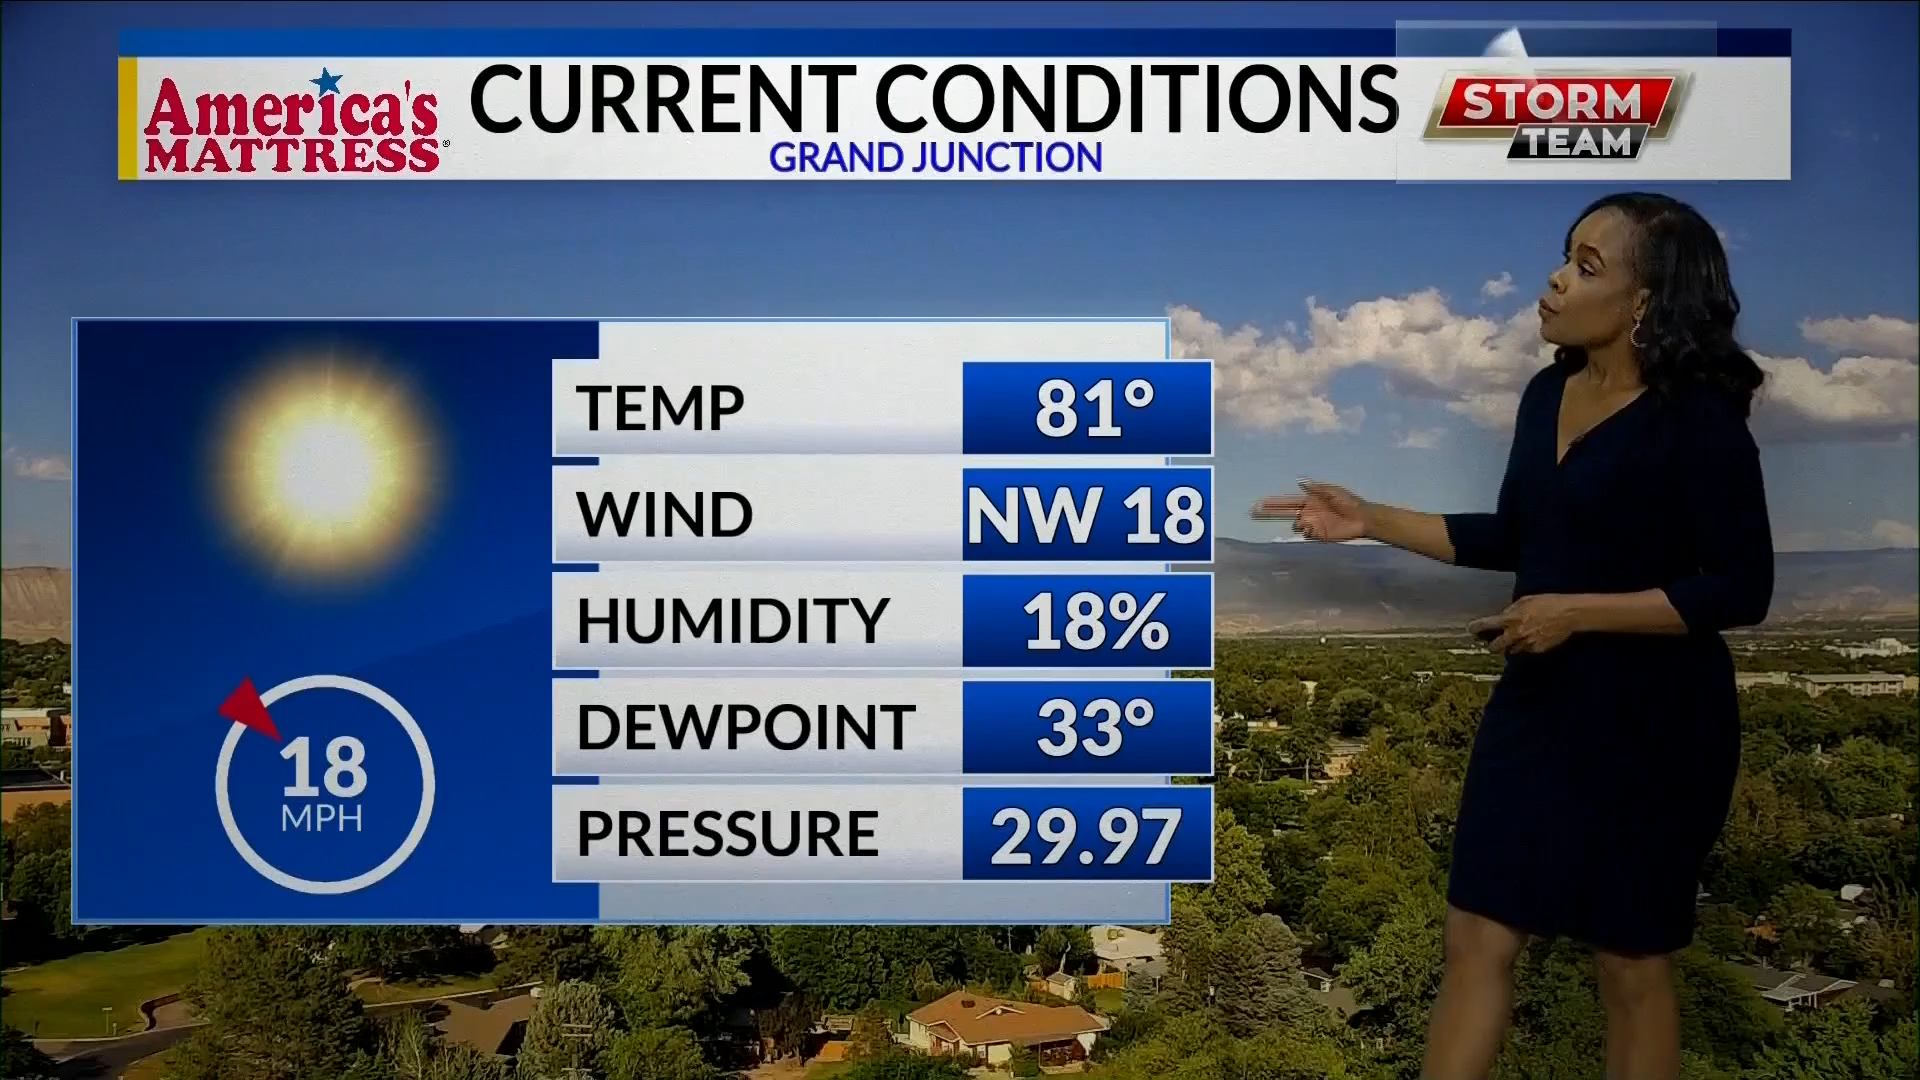 America's
MATTRESS®
CURRENT CONDITIONS
GRAND JUNCTION
STORM
TEAM
TEMP 81°
WIND NW 18
HUMIDITY 18%
DEWPOINT 33°
PRESSURE 29.97
18
MPH